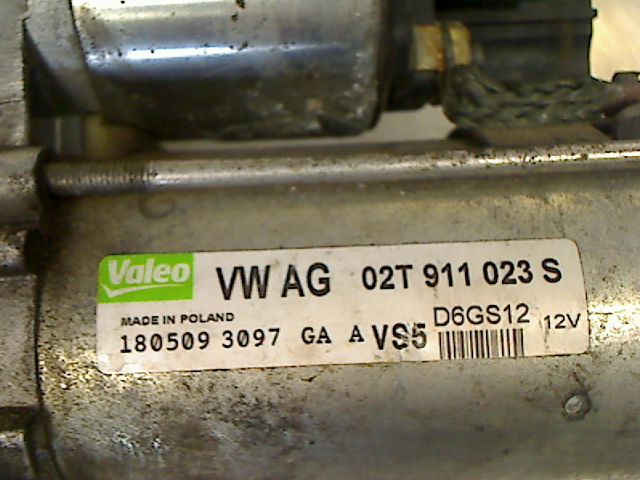 Valeo VW AG 02T 911 023 S
MADE IN POLAND D6GS12 12V
180509 3097 GA A VS5